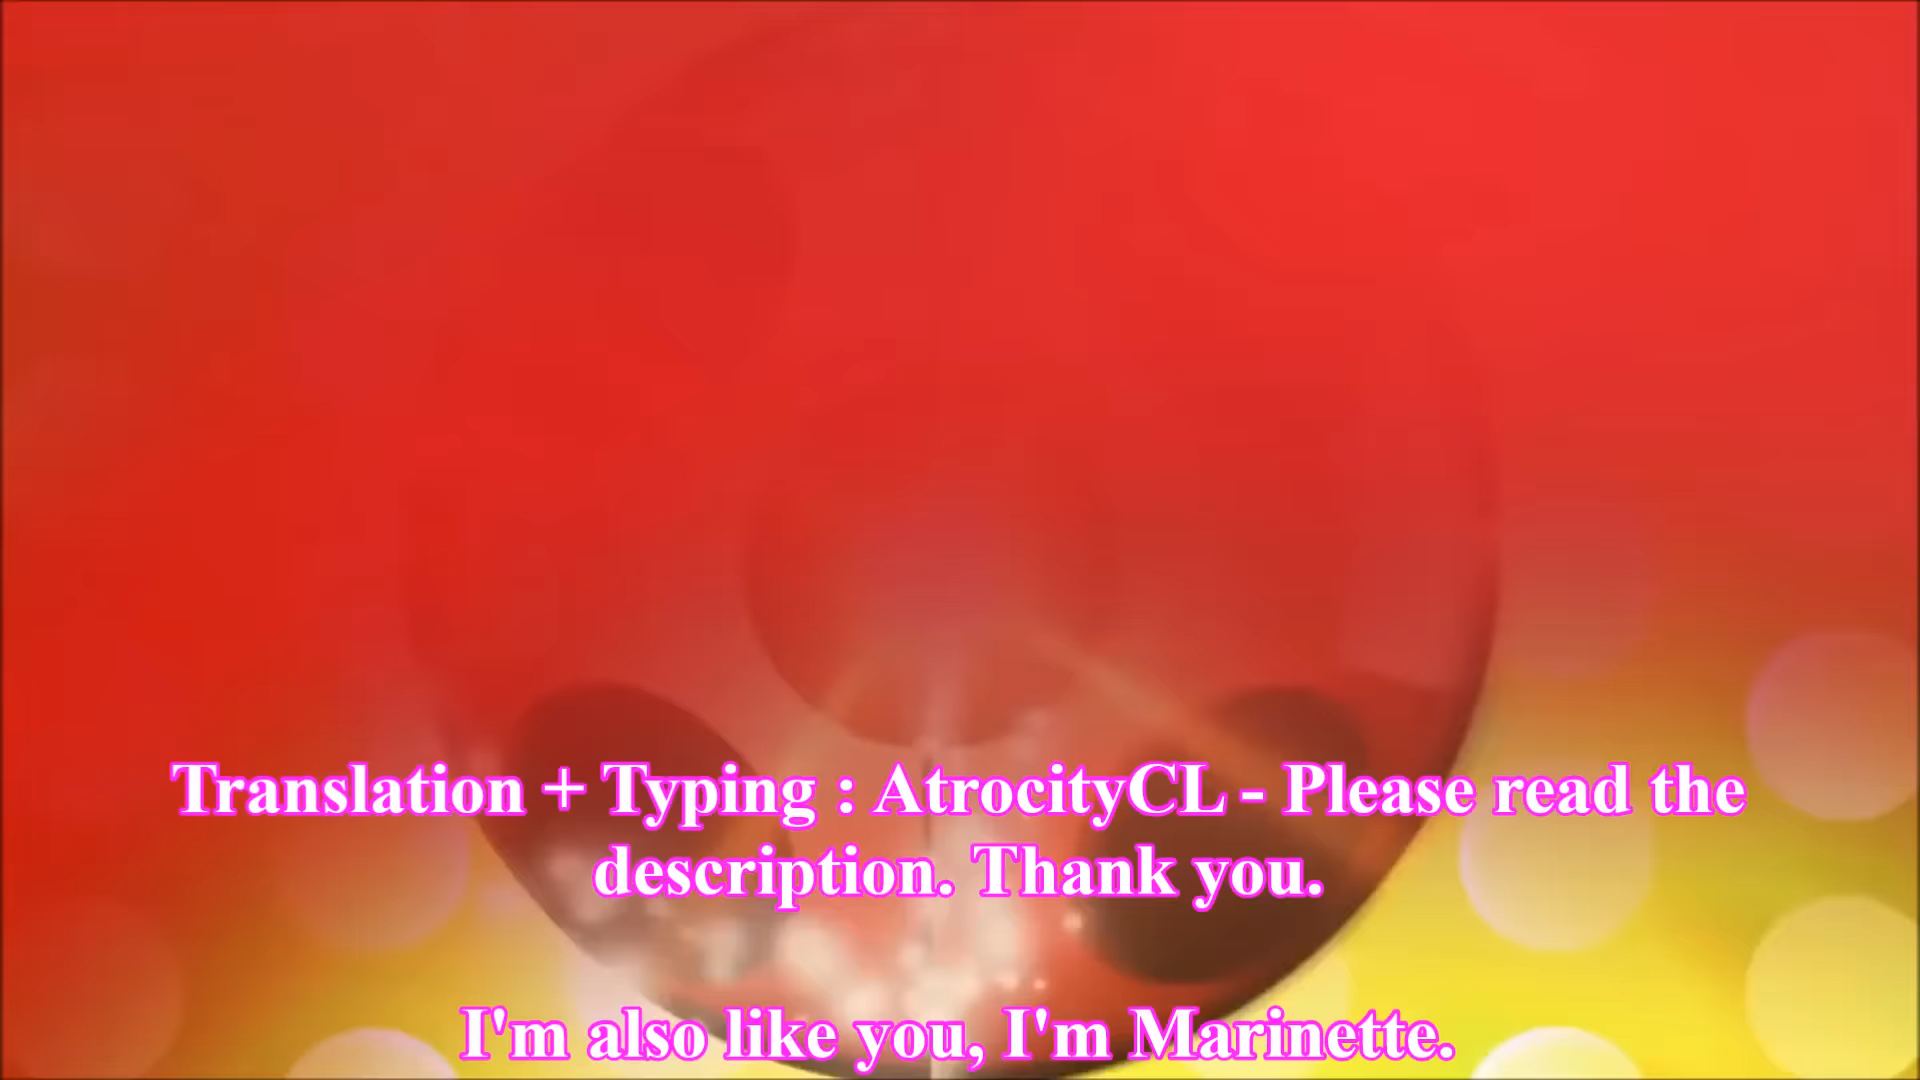 Translation + Typing : AtrocityCL - Please read the
description. Thank you.
I'm also like you, I'm Marinette.